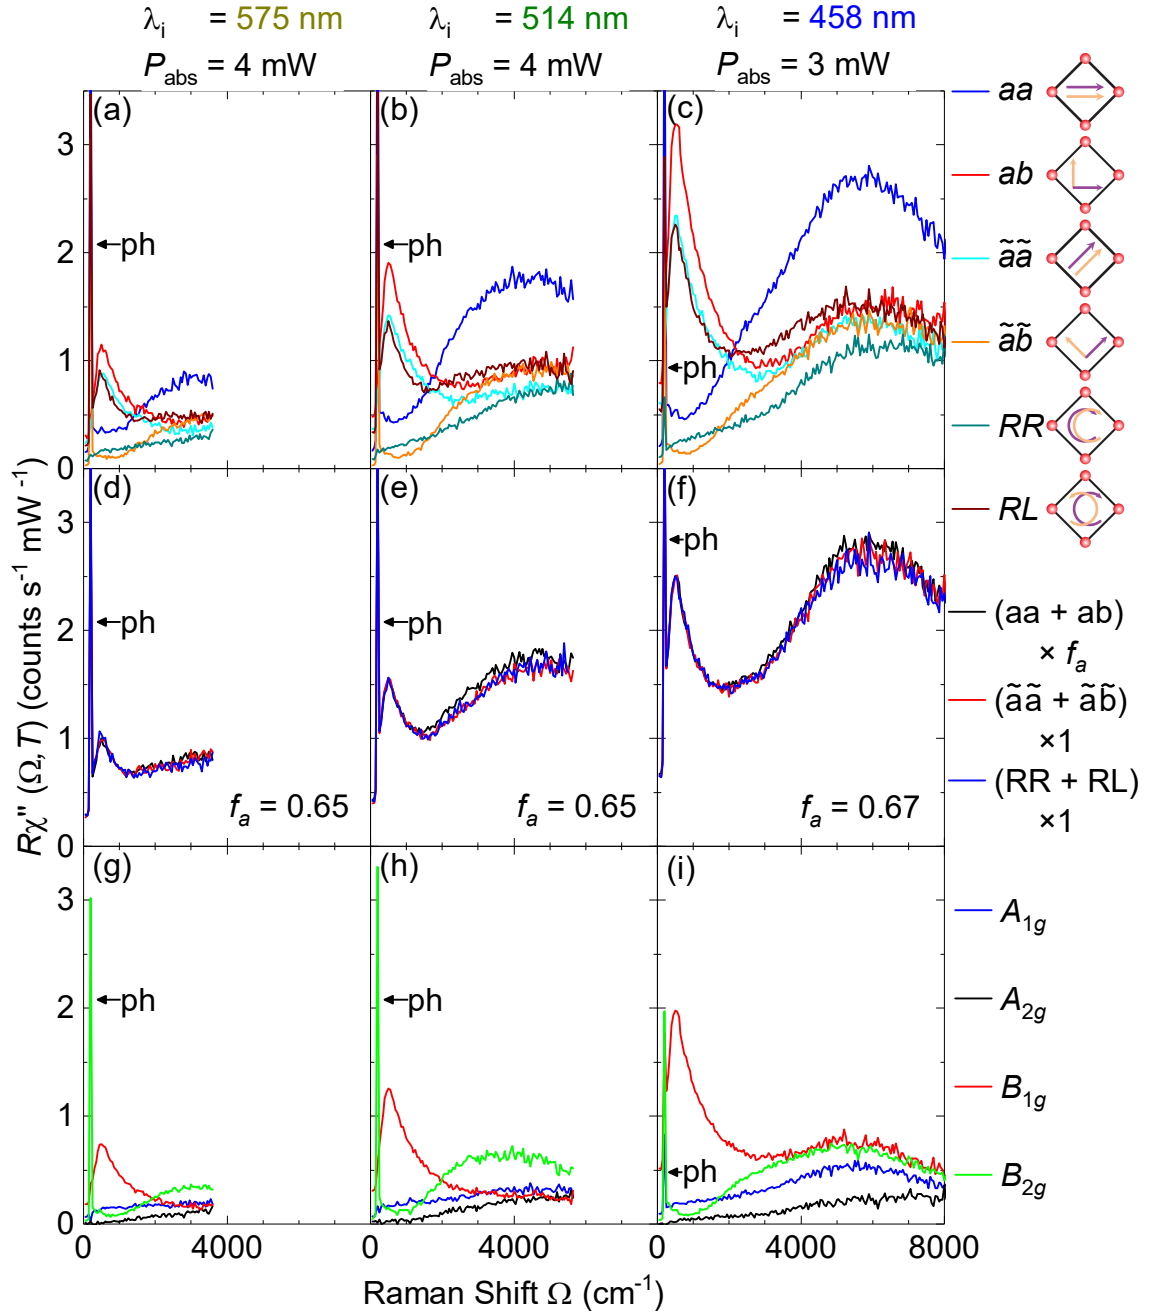 λi = 575 nm
Pabs = 4 mW
λi = 514 nm
Pabs = 4 mW
λi = 458 nm
Pabs = 3 mW
(a)
(b)
(c)
3
2
1
0
ph
ph
ph
aa
ab
ãã
ãb̃
RR
RL
(d)
(e)
(f)
3
2
1
0
ph
ph
ph
fa = 0.65
fa = 0.65
fa = 0.67
(aa + ab)
× fa
(ãã + ãb̃)
×1
(RR + RL)
×1
Rχ'' (Ω,T) (counts s-1 mW-1)
(g)
(h)
(i)
3
2
1
0
ph
ph
ph
A1g
A2g
B1g
B2g
0 4000 0 4000 0 4000 8000
Raman Shift Ω (cm-1)